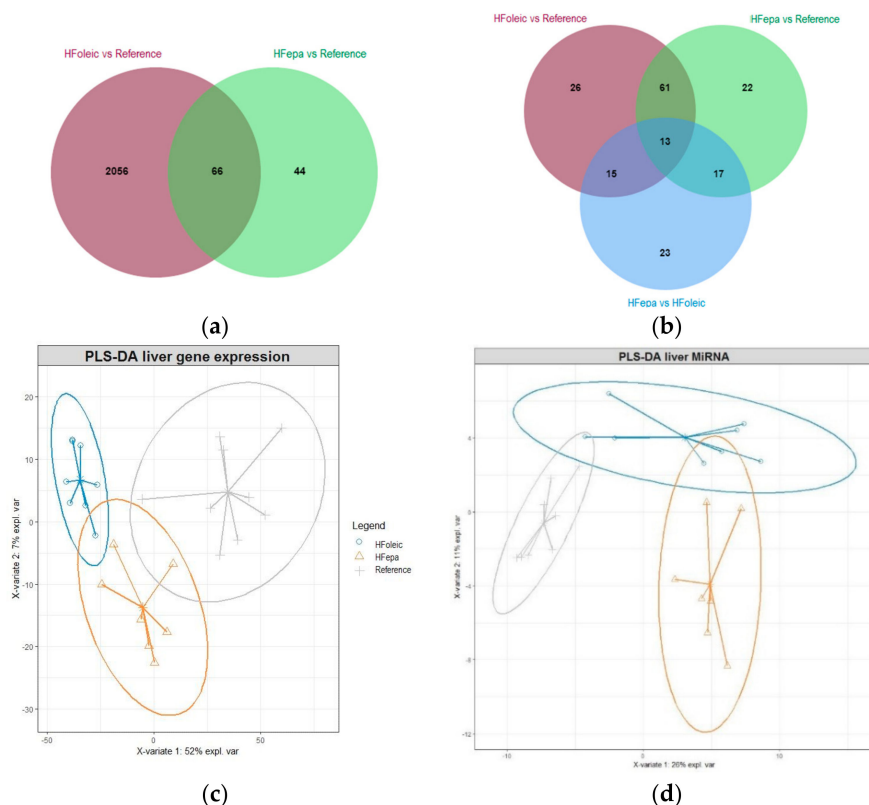 HFoleic vs Reference
HFepa vs Reference
2056
66
44
(a)
HFoleic vs Reference
HFepa vs Reference
26
61
22
13
15
17
23
HFepa vs HFoleic
(b)
PLS-DA liver gene expression
20
10
0
-10
-20
-30
X-variate 2: 7% expl. var
-50
0
50
X-variate 1: 52% expl. var
Legend
HFoleic
HFepa
Reference
(c)
PLS-DA liver MiRNA
-4
-8
-12
X-variate 2: 11% expl. var
-10
0
10
X-variate 1: 26% expl. var
(d)